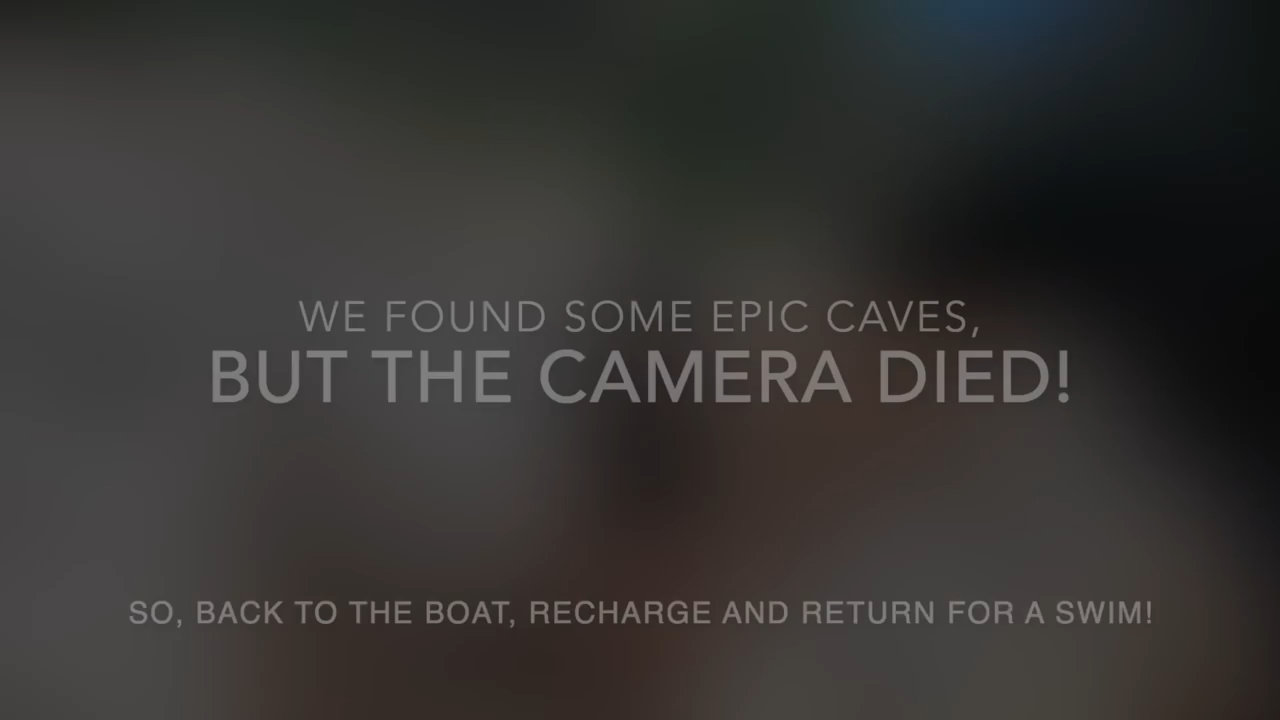 WE FOUND SOME EPIC CAVES,
BUT THE CAMERA DIED!
SO, BACK TO THE BOAT, RECHARGE AND RETURN FOR A SWIM!